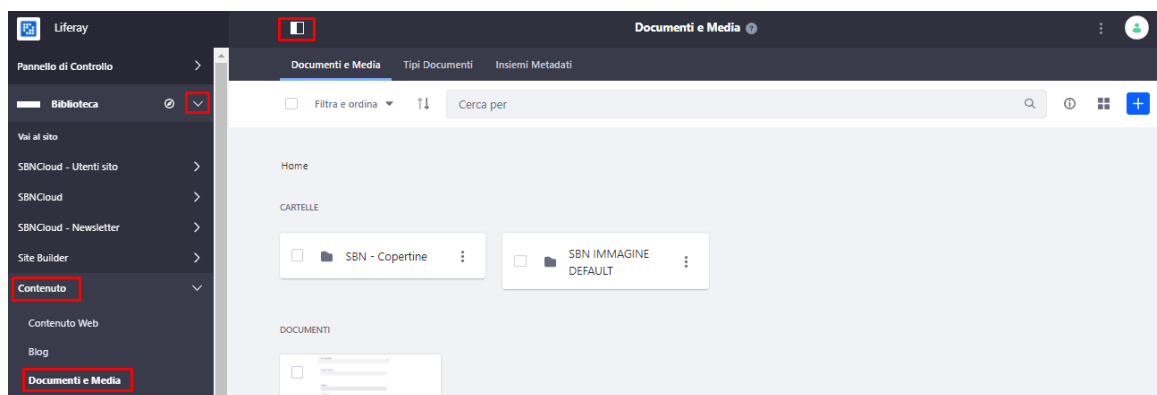 Liferay
Documenti e Media
Pannello di Controllo
Documenti e Media Tipi Documenti Insiemi Metadati
Biblioteca
Filtra e ordina Cerca per
Vai al sito
SBNCloud - Utenti sito
Home
SBNCloud
CARTELLE
SBNCloud - Newsletter
SBN - Copertine
SBN IMMAGINE
DEFAULT
Site Builder
Contenuto
Contenuto Web
DOCUMENTI
Blog
Documenti e Media